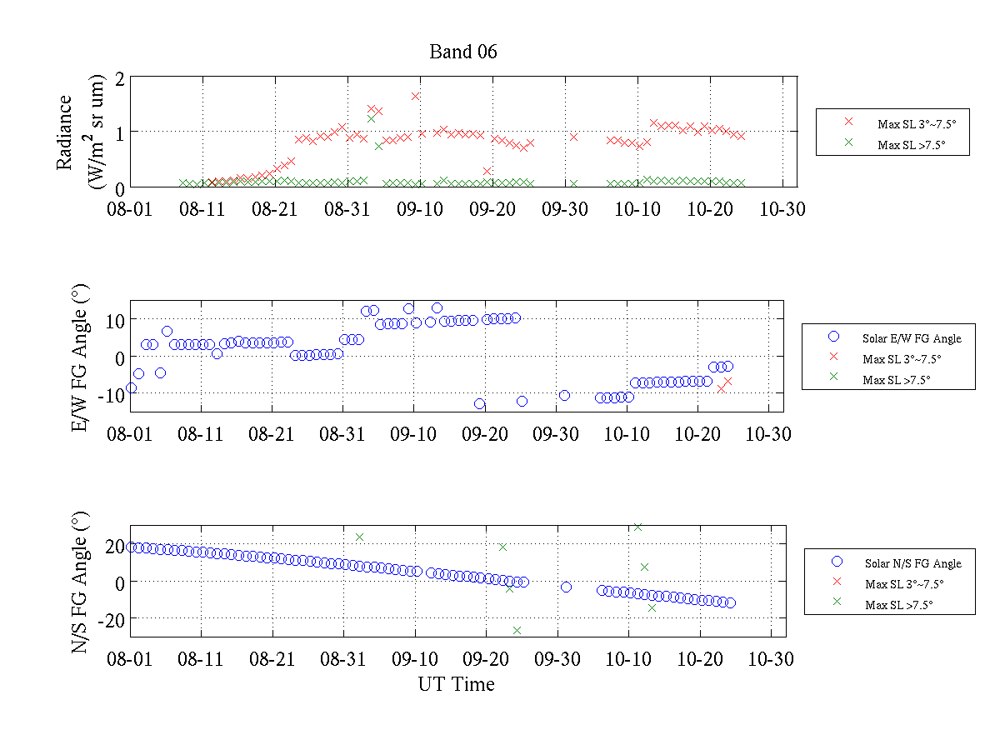 Band 06
Radiance
(W/m² sr um)
2
1
0
08-01 08-11 08-21 08-31 09-10 09-20 09-30 10-10 10-20 10-30
Max SL 3°~7.5°
Max SL >7.5°
E/W FG Angle (°)
10
0
-10
08-01 08-11 08-21 08-31 09-10 09-20 09-30 10-10 10-20 10-30
Solar E/W FG Angle
Max SL 3°~7.5°
Max SL >7.5°
N/S FG Angle (°)
20
0
-20
08-01 08-11 08-21 08-31 09-10 09-20 09-30 10-10 10-20 10-30
UT Time
Solar N/S FG Angle
Max SL 3°~7.5°
Max SL >7.5°